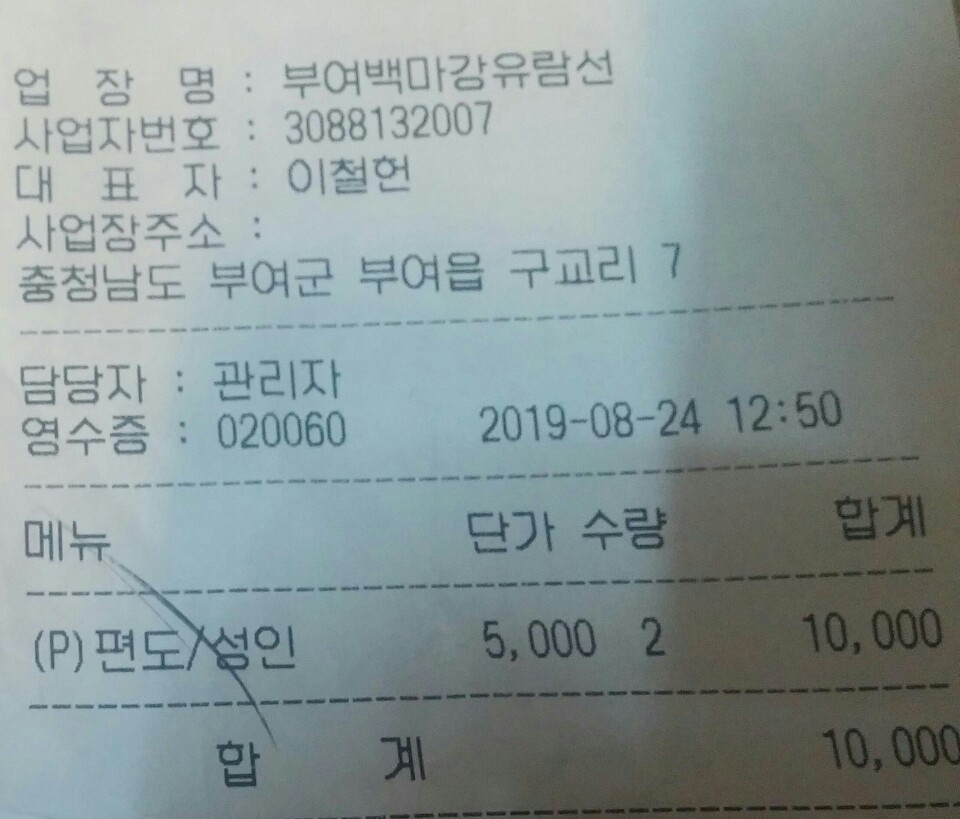 업 장 명 : 부여백마강유람선
사업자번호 : 3088132007
대 표 자 : 이철헌
사업장주소 :
충청남도 부여군 부여읍 구교리 7
담당자 : 관리자
영수증 : 020060 2019-08-24 12:50
메뉴 단가 수량 합계
(P)편도/성인 5,000 2 10,000
합 계 10,000